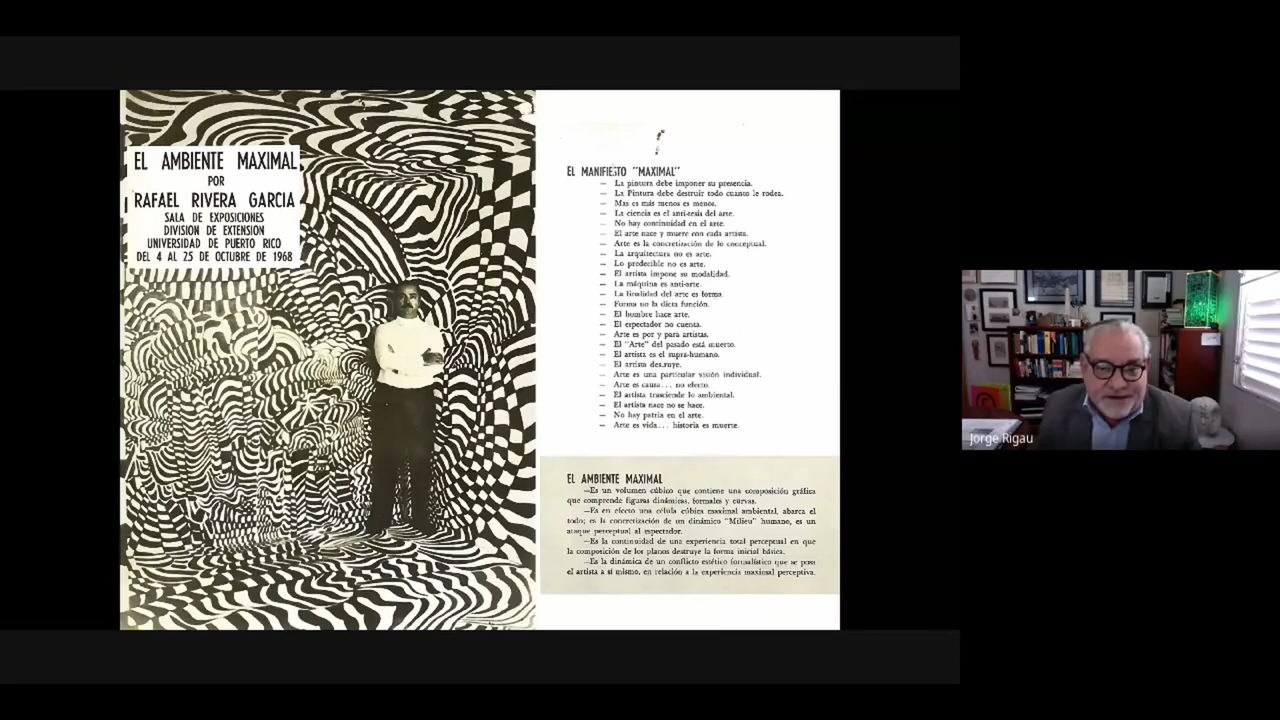 EL AMBIENTE MAXIMAL
POR
RAFAEL RIVERA GARCIA
SALA DE EXPOSICIONES
DIVISION DE EXTENSION
UNIVERSIDAD DE PUERTO RICO
DEL 4 AL 25 DE OCTUBRE DE 1968
EL MANIFIESTO "MAXIMAL"
— La pintura debe imponer su presencia.
— La Pintura debe destruir todo cuanto le rodea.
— Mas es más menos es menos.
— La ciencia es el anti-tesis del arte.
— No hay continuidad en el arte.
— El arte nace y muere con cada artista.
— Arte es la concretización de lo conceptual.
— La arquitectura no es arte.
— Lo predecible no es arte.
— El artista impone su modalidad.
— La máquina es anti-arte.
— La finalidad del arte es forma.
— Forma no la dicta función.
— El hombre hace arte.
— El espectador no cuenta.
— Arte es por y para artistas.
— El "Arte" del pasado está muerto.
— El artista es el supra-humano.
— El artista destruye.
— Arte es una particular visión individual.
— Arte es causa... no efecto.
— El artista trasciende lo ambiental.
— El artista nace no se hace.
— No hay patria en el arte.
— Arte es vida... historia es muerte.
EL AMBIENTE MAXIMAL
—Es un volumen cúbico que contiene una composición gráfica
que comprende figuras dinámicas, formales y curvas.
—Es en efecto una célula cúbica maximal ambiental, abarca el
todo; es la concretización de un dinámico "Milieu" humano, es un
ataque perceptual al espectador.
—Es la continuidad de una experiencia total perceptual en que
la composición de los planos destruye la forma inicial básica.
—Es la dinámica de un conflicto estético formalístico que se posa
el artista a sí mismo, en relación a la experiencia maximal perceptiva.
Jorge Rigau